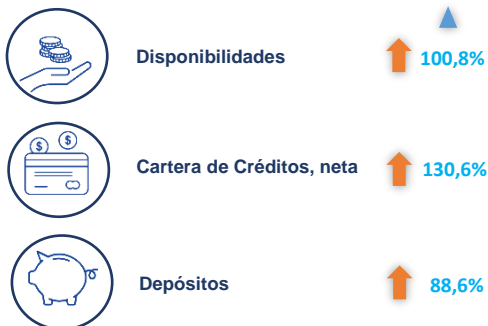 Disponibilidades 100,8%
$ $
Cartera de Créditos, neta 130,6%
Depósitos 88,6%